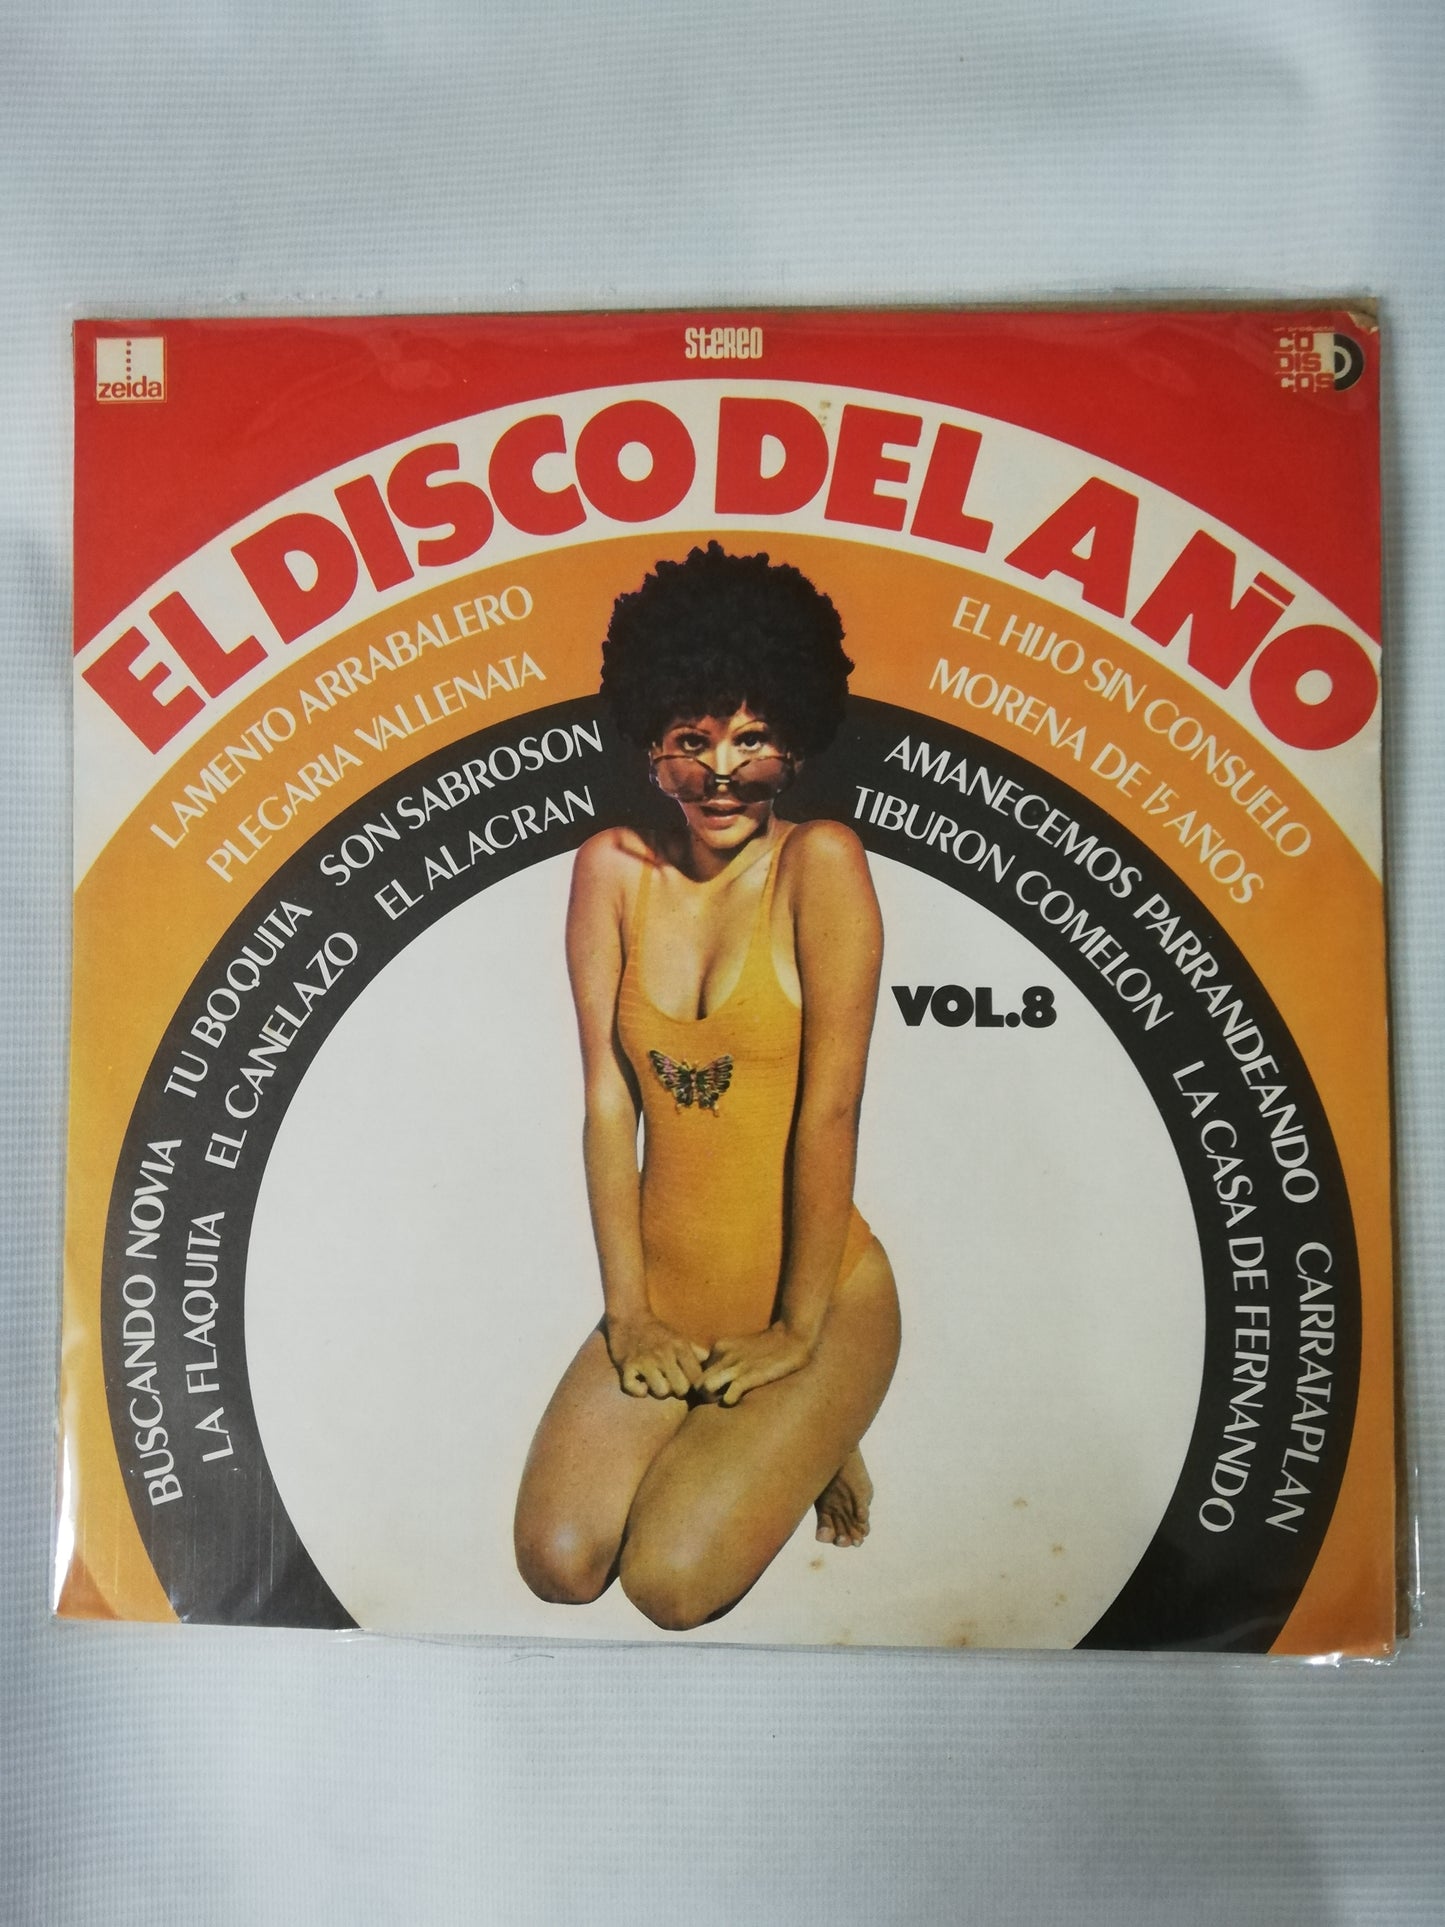 zeida
stereo
un producto
CO
DIS
COS
EL DISCO DEL AÑO
LAMENTO ARRABALERO
PLEGARIA VALLENATA
EL HIJO SIN CONSUELO
MORENA DE 15 AÑOS
BUSCANDO NOVIA TU BOQUITA SON SABROSON
LA FLAQUITA EL CANELAZO EL ALACRAN
AMANECEMOS PARRANDEANDO CARRATAPLAN
TIBURON COMELON LA CASA DE FERNANDO
VOL.8